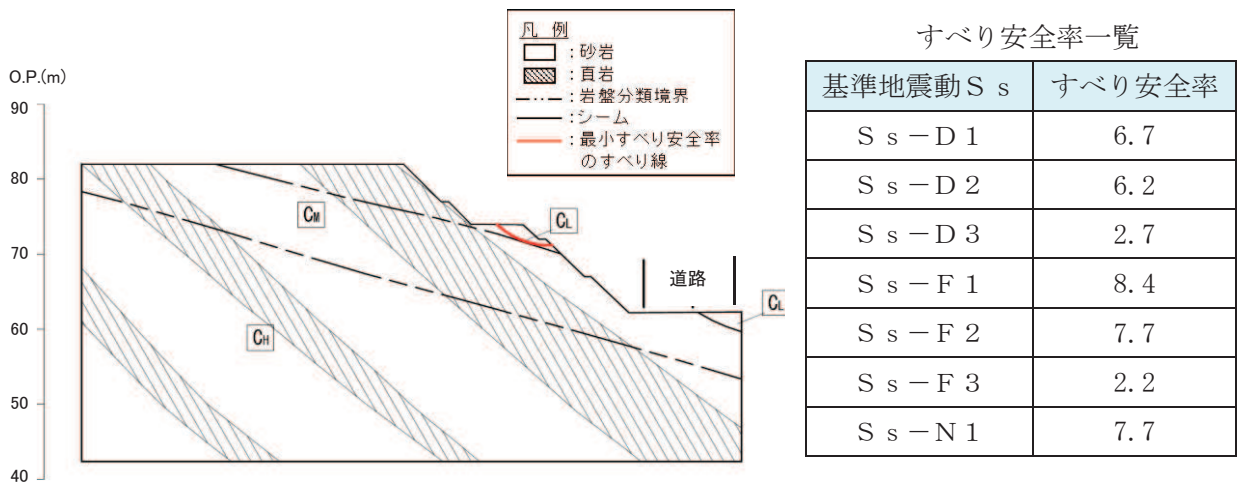 凡 例
：砂岩
：頁岩
：岩盤分類境界
：シーム
：最小すべり安全率
のすべり線
O.P.(m)
90
80
70
60
50
40
CM
CL
CH
道路
CL
すべり安全率一覧
基準地震動Ｓｓ すべり安全率
Ｓｓ－Ｄ１ 6.7
Ｓｓ－Ｄ２ 6.2
Ｓｓ－Ｄ３ 2.7
Ｓｓ－Ｆ１ 8.4
Ｓｓ－Ｆ２ 7.7
Ｓｓ－Ｆ３ 2.2
Ｓｓ－Ｎ１ 7.7